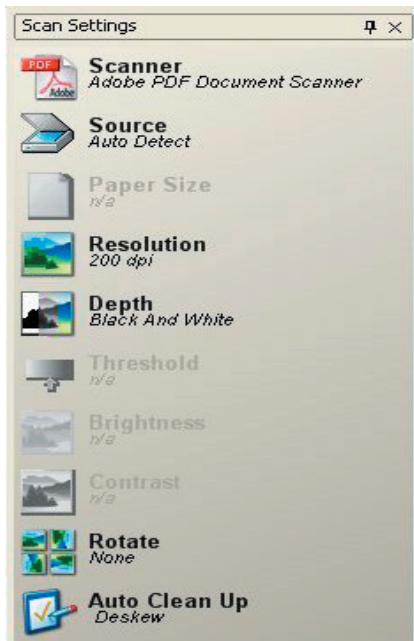 Scan Settings
PDF
Adobe
Scanner
Adobe PDF Document Scanner
Source
Auto Detect
Paper Size
n/a
Resolution
200 dpi
Depth
Black And White
Threshold
n/a
Brightness
n/a
Contrast
n/a
Rotate
None
Auto Clean Up
Deskew